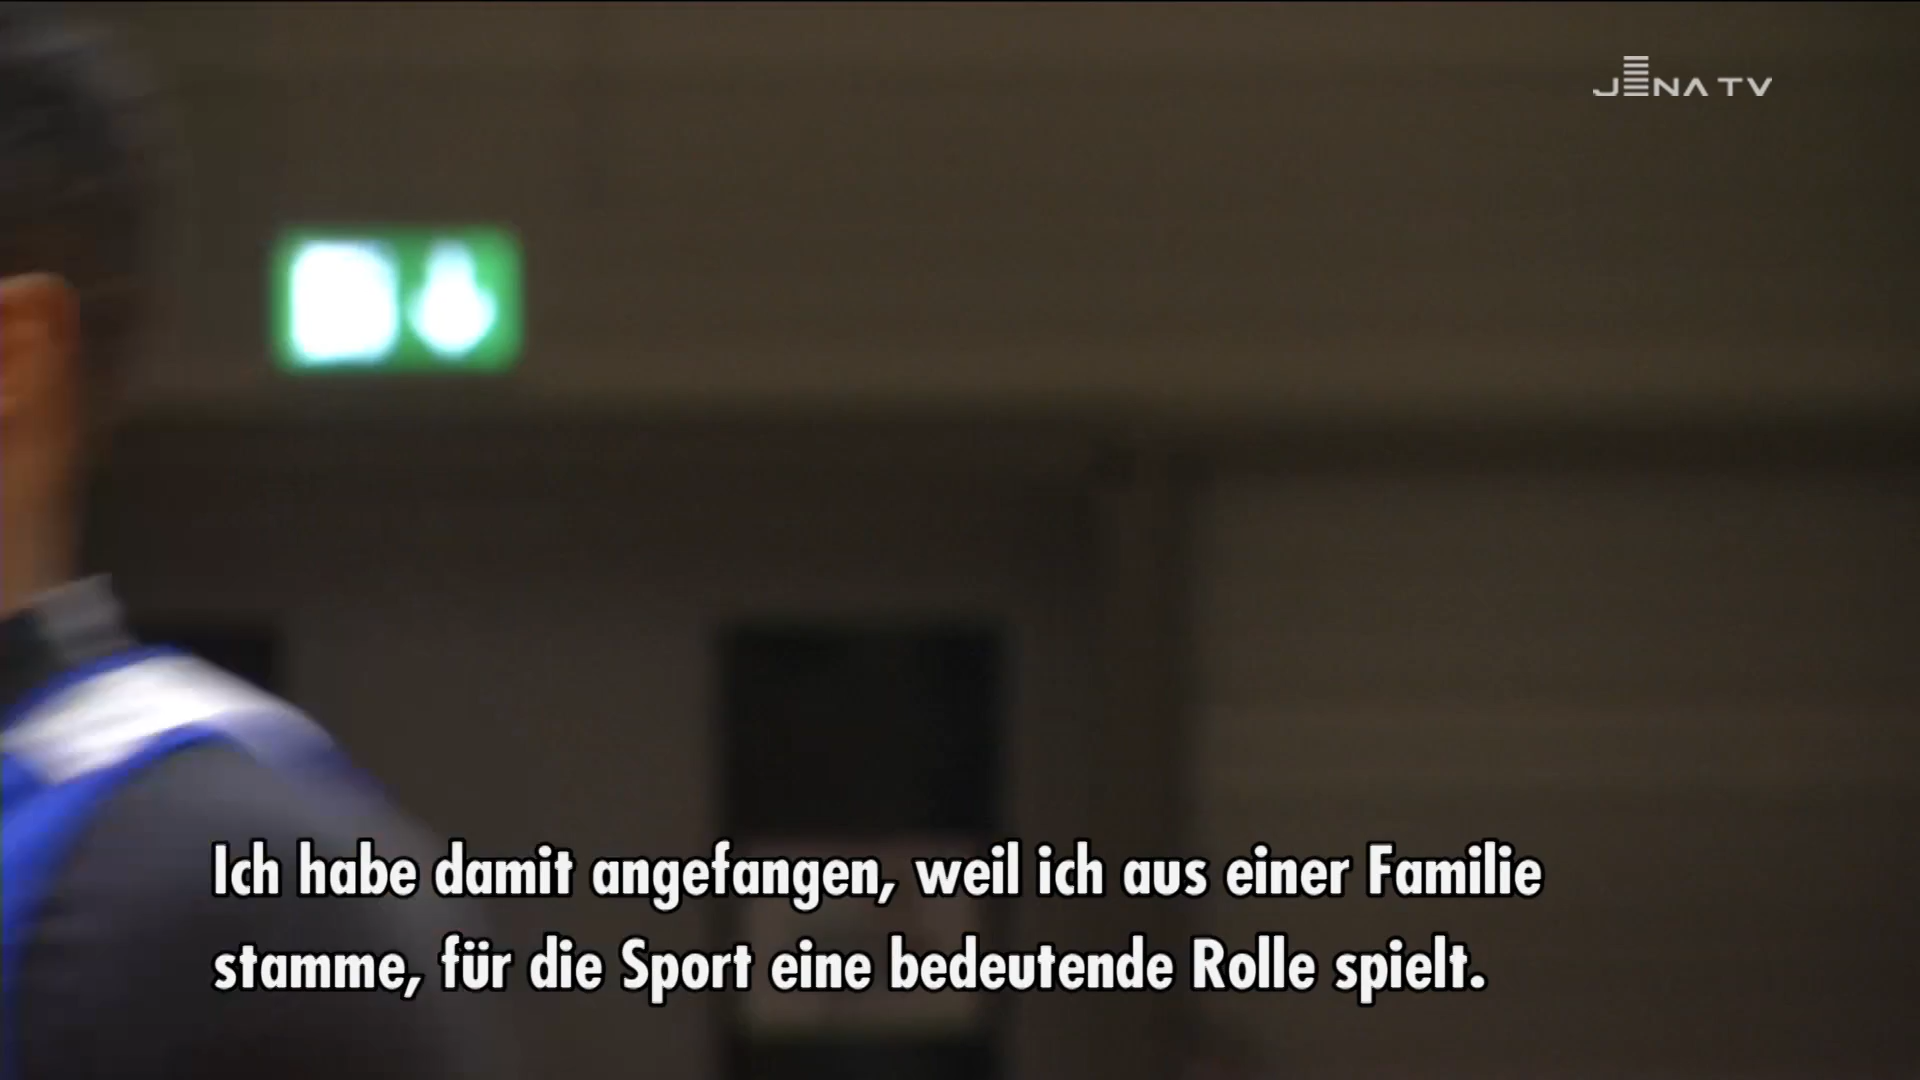 JENA TV
Ich habe damit angefangen, weil ich aus einer Familie
stamme, für die Sport eine bedeutende Rolle spielt.